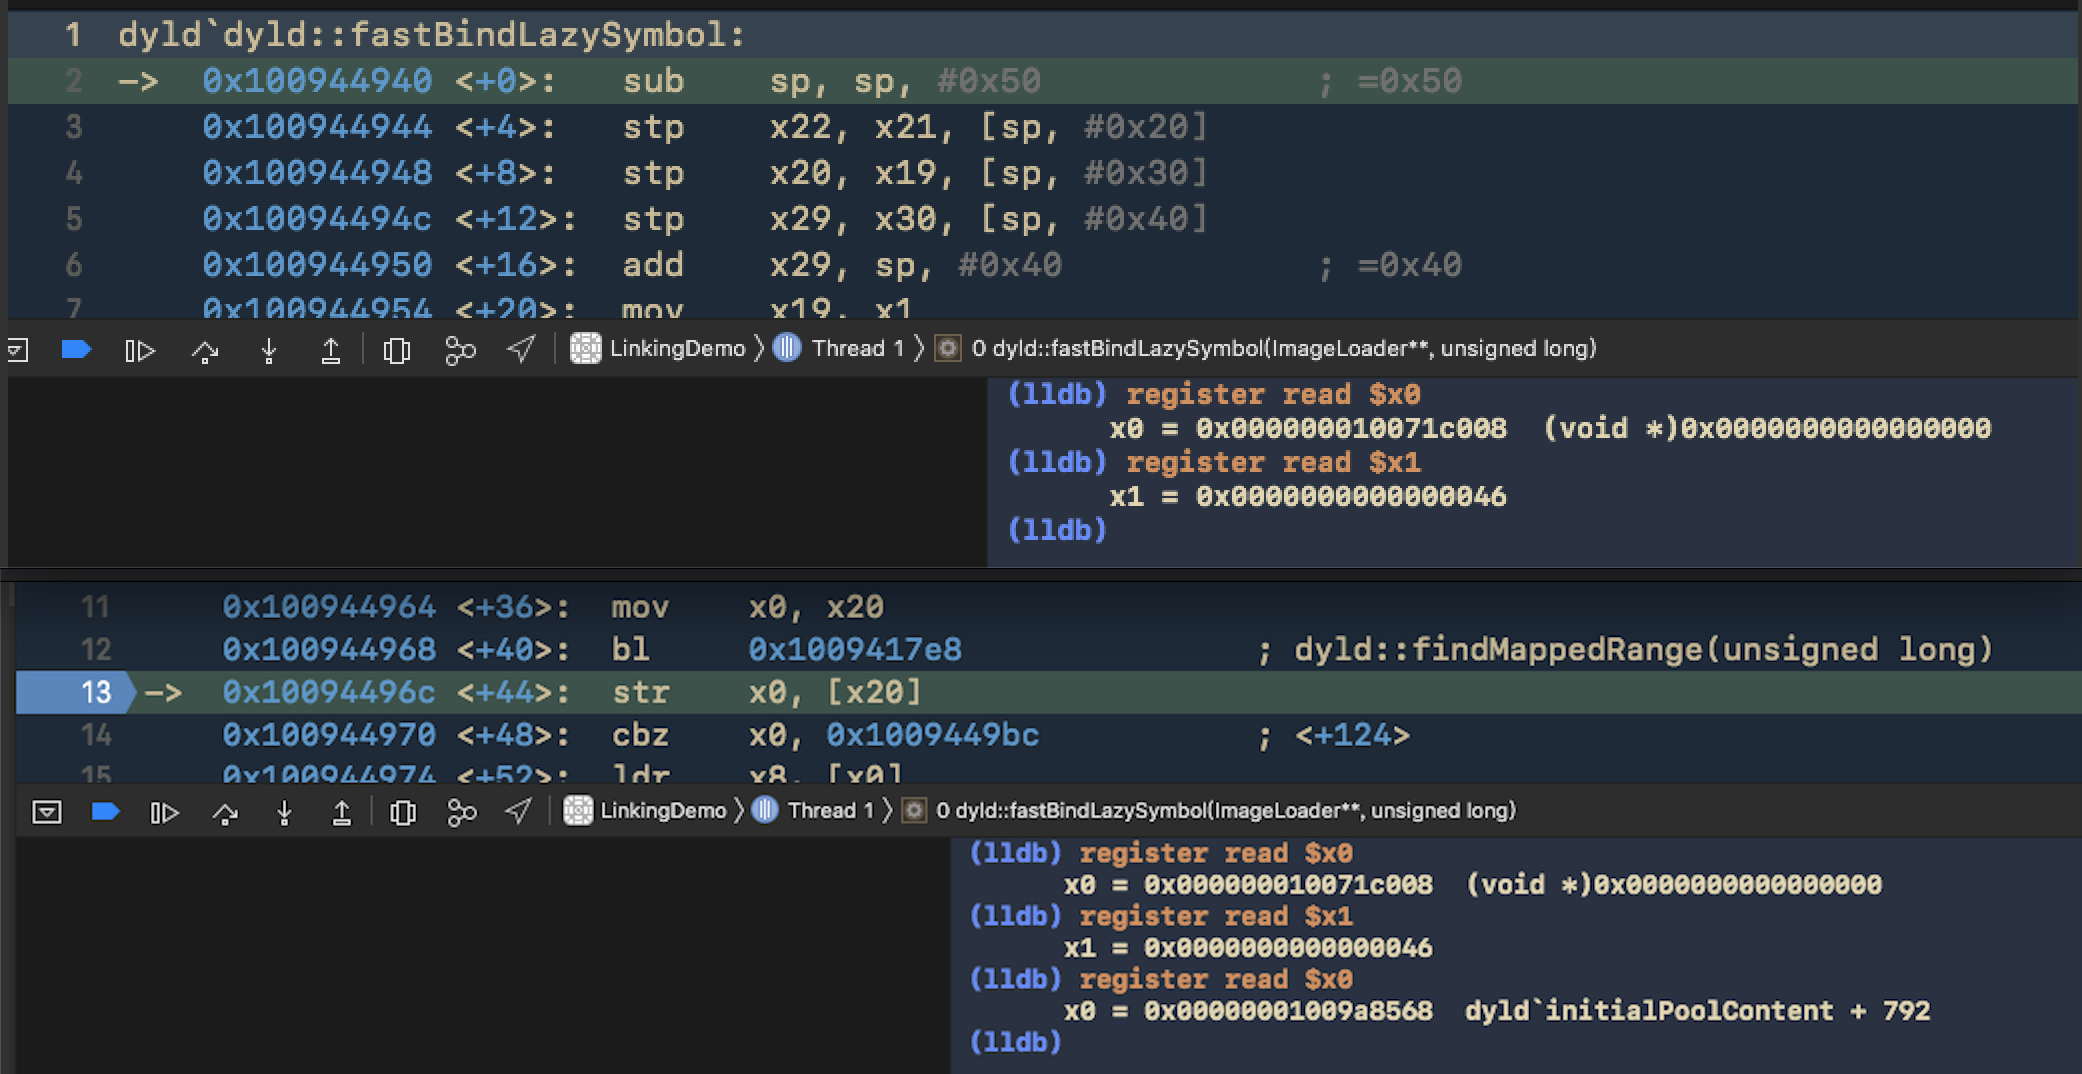 1 dyld`dyld::fastBindLazySymbol:
2 -> 0x100944940 <+0>: sub sp, sp, #0x50 ; =0x50
3 0x100944944 <+4>: stp x22, x21, [sp, #0x20]
4 0x100944948 <+8>: stp x20, x19, [sp, #0x30]
5 0x10094494c <+12>: stp x29, x30, [sp, #0x40]
6 0x100944950 <+16>: add x29, sp, #0x40 ; =0x40
7 0x100944954 <+20>: mov x19, x1
LinkingDemo 〉 Thread 1 〉 0 dyld::fastBindLazySymbol(ImageLoader**, unsigned long)
(lldb) register read $x0
x0 = 0x000000010071c008 (void *)0x0000000000000000
(lldb) register read $x1
x1 = 0x0000000000000046
(lldb)
11 0x100944964 <+36>: mov x0, x20
12 0x100944968 <+40>: bl 0x1009417e8 ; dyld::findMappedRange(unsigned long)
13 -> 0x10094496c <+44>: str x0, [x20]
14 0x100944970 <+48>: cbz x0, 0x1009449bc ; <+124>
15 0x100944974 <+52>: ldr x8, [x0]
LinkingDemo 〉 Thread 1 〉 0 dyld::fastBindLazySymbol(ImageLoader**, unsigned long)
(lldb) register read $x0
x0 = 0x000000010071c008 (void *)0x0000000000000000
(lldb) register read $x1
x1 = 0x0000000000000046
(lldb) register read $x0
x0 = 0x00000001009a8568 dyld`initialPoolContent + 792
(lldb)